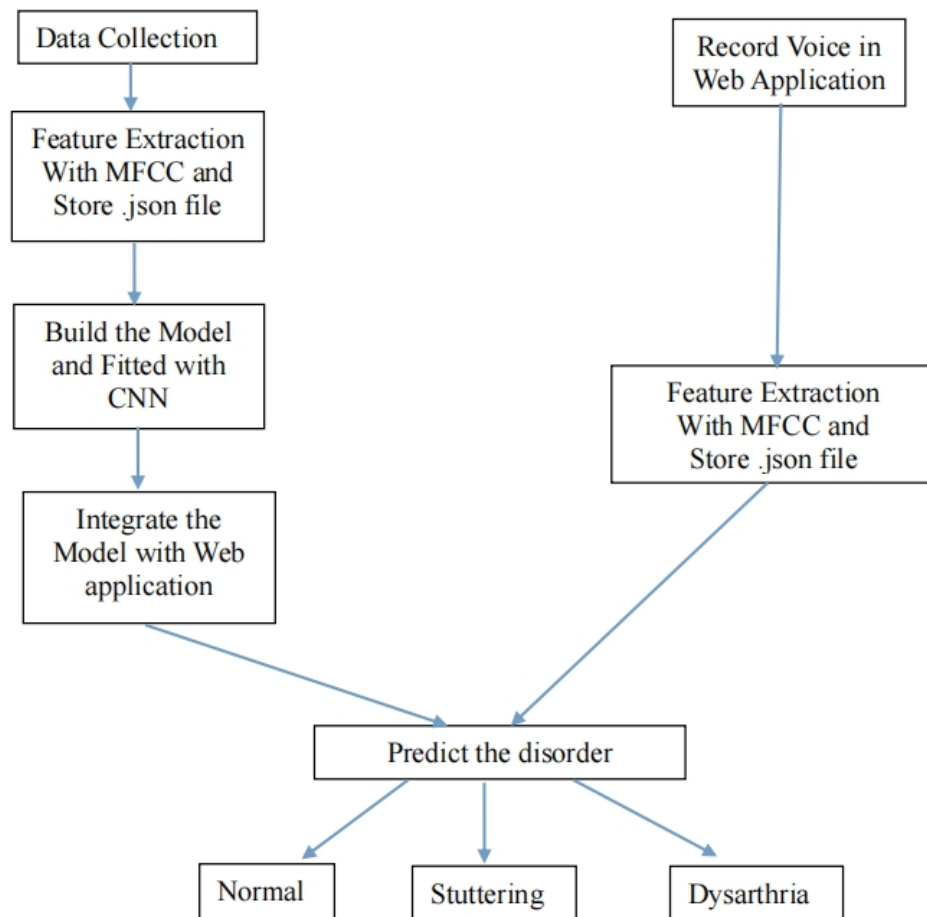 Data Collection
Feature Extraction
With MFCC and
Store .json file
Build the Model
and Fitted with
CNN
Integrate the
Model with Web
application
Record Voice in
Web Application
Feature Extraction
With MFCC and
Store .json file
Predict the disorder
Normal
Stuttering
Dysarthria